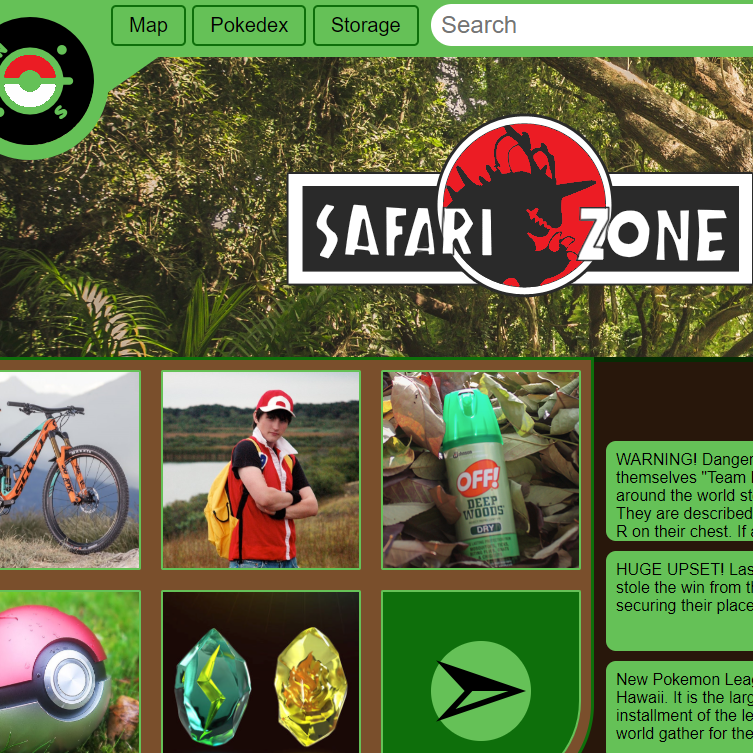 Map
Pokedex
Storage
Search
S
SAFARI ZONE
OFF!
DEEP
WOODS
DRY
WARNING! Danger
themselves "Team
around the world
They are described
R on their chest. If
HUGE UPSET! Las
stole the win from
securing their place
New Pokemon Leag
Hawaii. It is the larg
installment of the le
world gather for the